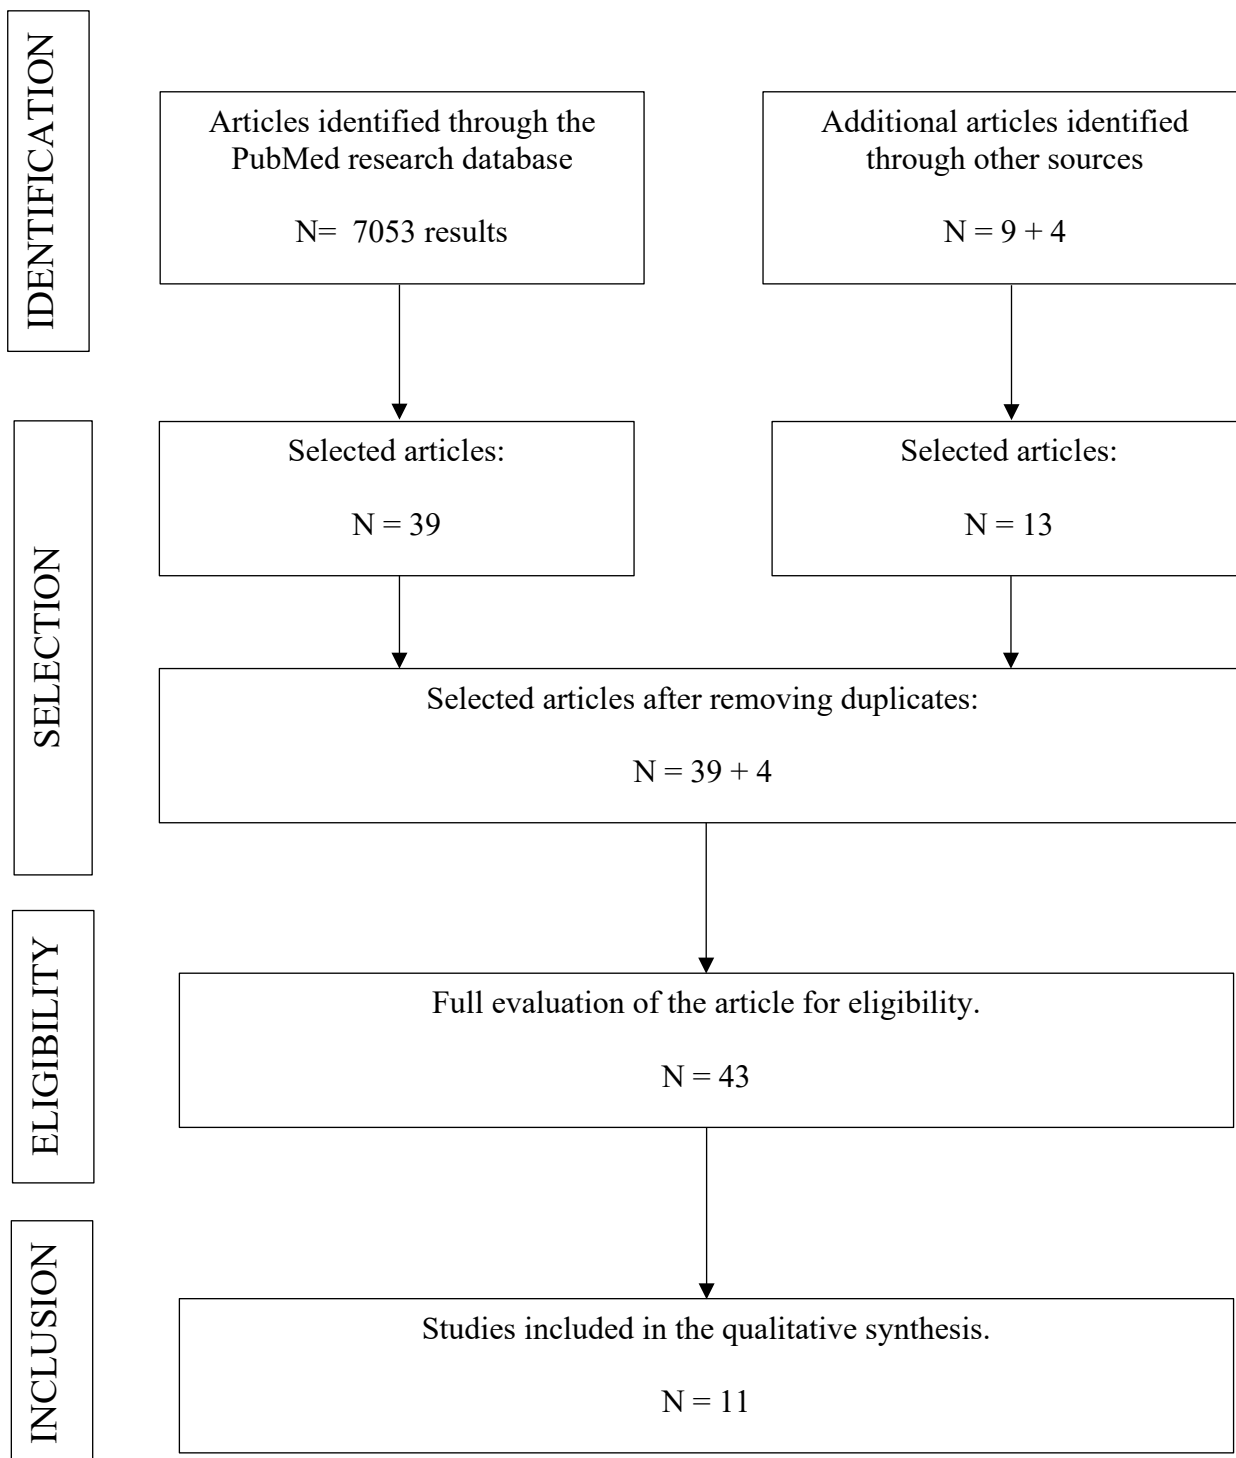 IDENTIFICATION
Articles identified through the
PubMed research database
N=  7053 results
Additional articles identified
through other sources
N = 9 + 4
SELECTION
Selected articles:
N = 39
Selected articles:
N = 13
Selected articles after removing duplicates:
N = 39 + 4
ELIGIBILITY
Full evaluation of the article for eligibility.
N = 43
INCLUSION
Studies included in the qualitative synthesis.
N = 11